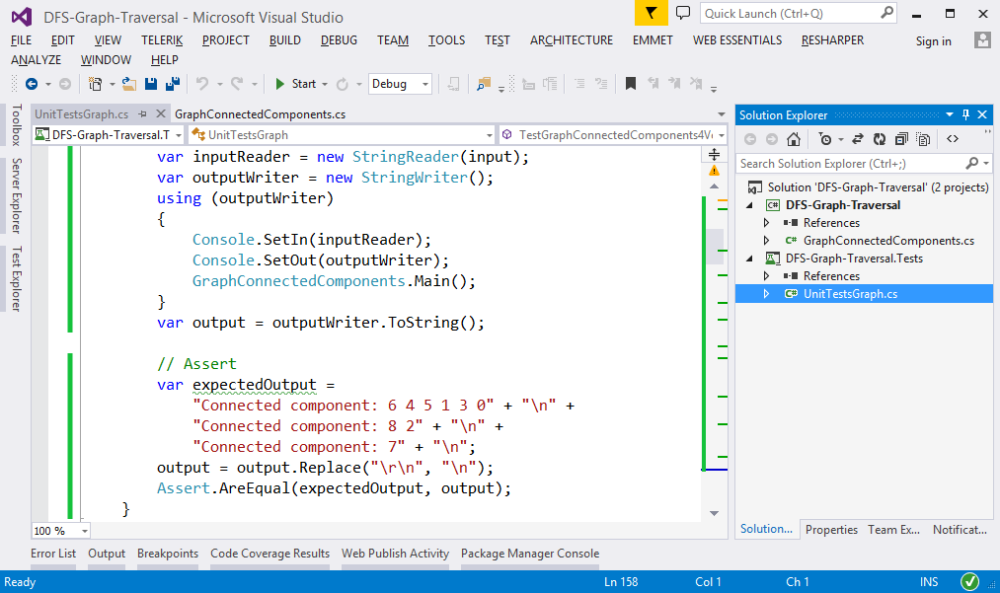 DFS-Graph-Traversal - Microsoft Visual Studio
Quick Launch (Ctrl+Q)
FILE EDIT VIEW TELERIK PROJECT BUILD DEBUG TEAM TOOLS TEST ARCHITECTURE EMMET WEB ESSENTIALS RESHARPER Sign in
ANALYZE WINDOW HELP
Start Debug
Toolbox
Server Explorer
Test Explorer
UnitTestsGraph.cs GraphConnectedComponents.cs
DFS-Graph-Traversal.T UnitTestsGraph TestGraphConnectedComponents4Ve
var inputReader = new StringReader(input);
var outputWriter = new StringWriter();
using (outputWriter)
{
Console.SetIn(inputReader);
Console.SetOut(outputWriter);
GraphConnectedComponents.Main();
}
var output = outputWriter.ToString();
// Assert
var expectedOutput =
"Connected component: 6 4 5 1 3 0" + "\n" +
"Connected component: 8 2" + "\n" +
"Connected component: 7" + "\n";
output = output.Replace("\r\n", "\n");
Assert.AreEqual(expectedOutput, output);
}
100 %
Solution Explorer
Search Solution Explorer (Ctrl+;)
Solution 'DFS-Graph-Traversal' (2 projects)
C# DFS-Graph-Traversal
References
C# GraphConnectedComponents.cs
DFS-Graph-Traversal.Tests
References
C# UnitTestsGraph.cs
Solution... Properties Team Ex... Notificat...
Error List Output Breakpoints Code Coverage Results Web Publish Activity Package Manager Console
Ready Ln 158 Col 1 Ch 1 INS